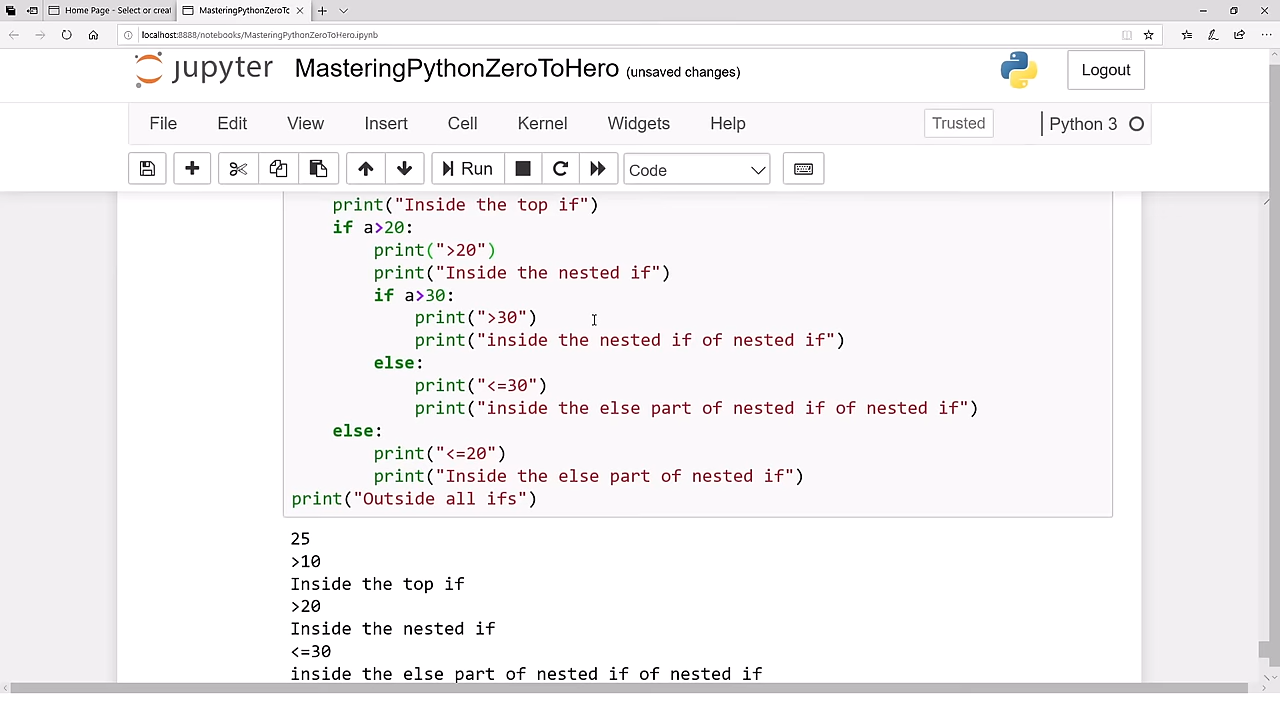 Home Page - Select or creat
MasteringPythonZeroTo
localhost:8888/notebooks/MasteringPythonZeroToHero.ipynb
jupyter MasteringPythonZeroToHero (unsaved changes)
Logout
File Edit View Insert Cell Kernel Widgets Help Trusted Python 3
Run Code
print("Inside the top if")
if a>20:
print(">20")
print("Inside the nested if")
if a>30:
print(">30")
print("inside the nested if of nested if")
else:
print("<=30")
print("inside the else part of nested if of nested if")
else:
print("<=20")
print("Inside the else part of nested if")
print("Outside all ifs")
25
>10
Inside the top if
>20
Inside the nested if
<=30
inside the else part of nested if of nested if